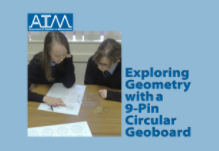 ATM
Exploring
Geometry
with a
9-Pin
Circular
Geoboard